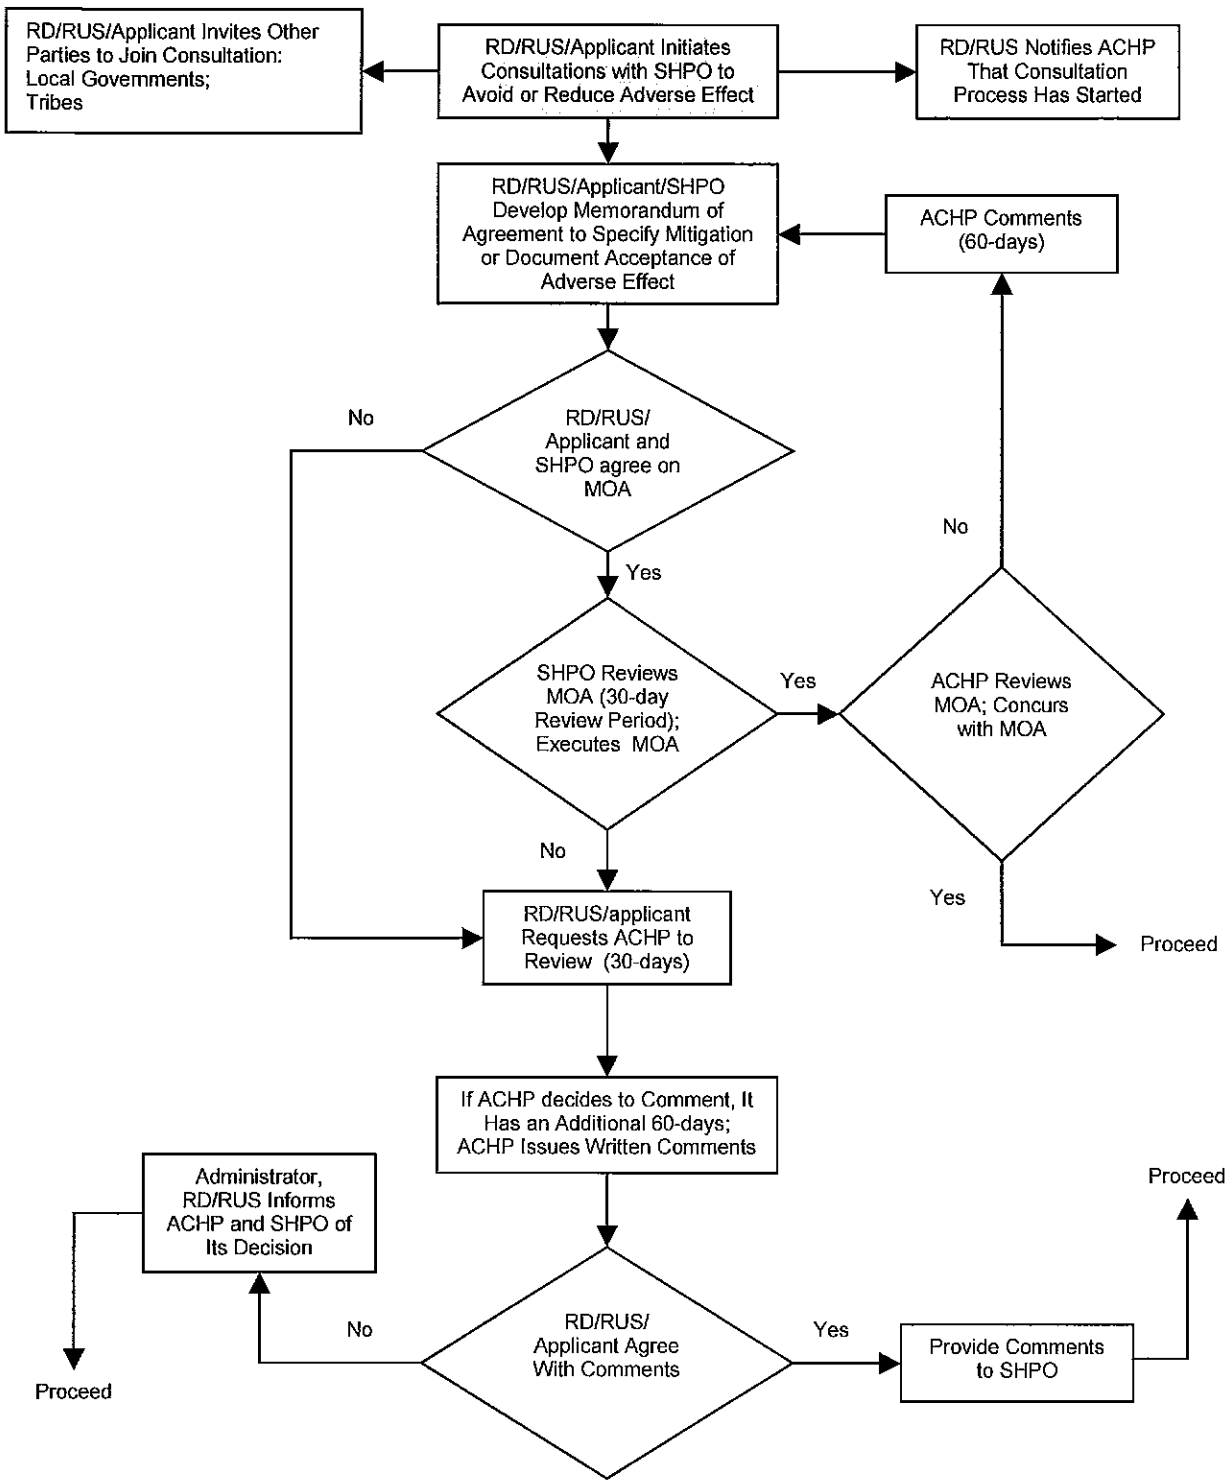 RD/RUS/Applicant Invites Other
Parties to Join Consultation:
Local Governments;
Tribes
RD/RUS/Applicant Initiates
Consultations with SHPO to
Avoid or Reduce Adverse Effect
RD/RUS Notifies ACHP
That Consultation
Process Has Started
RD/RUS/Applicant/SHPO
Develop Memorandum of
Agreement to Specify Mitigation
or Document Acceptance of
Adverse Effect
ACHP Comments
(60-days)
No
RD/RUS/
Applicant and
SHPO agree on
MOA
No
Yes
SHPO Reviews
MOA (30-day
Review Period);
Executes MOA
Yes
ACHP Reviews
MOA; Concurs
with MOA
No
Yes
Proceed
RD/RUS/applicant
Requests ACHP to
Review (30-days)
If ACHP decides to Comment, It
Has an Additional 60-days;
ACHP Issues Written Comments
Administrator,
RD/RUS Informs
ACHP and SHPO of
Its Decision
Proceed
No
RD/RUS/
Applicant Agree
With Comments
Yes
Provide Comments
to SHPO
Proceed